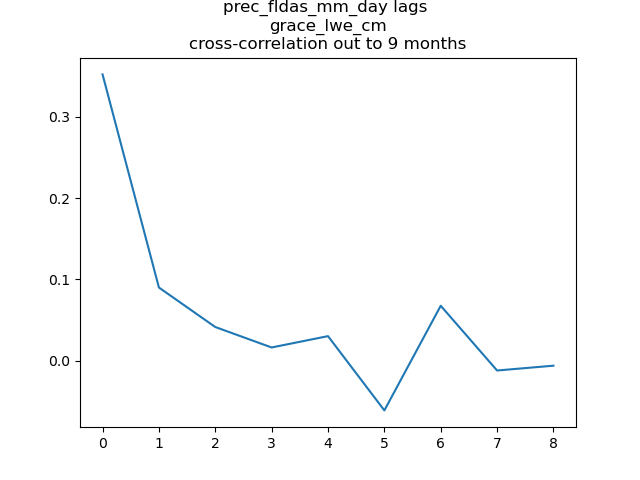 prec_fldas_mm_day lags
grace_lwe_cm
cross-correlation out to 9 months
0.3
0.2
0.1
0.0
0 1 2 3 4 5 6 7 8